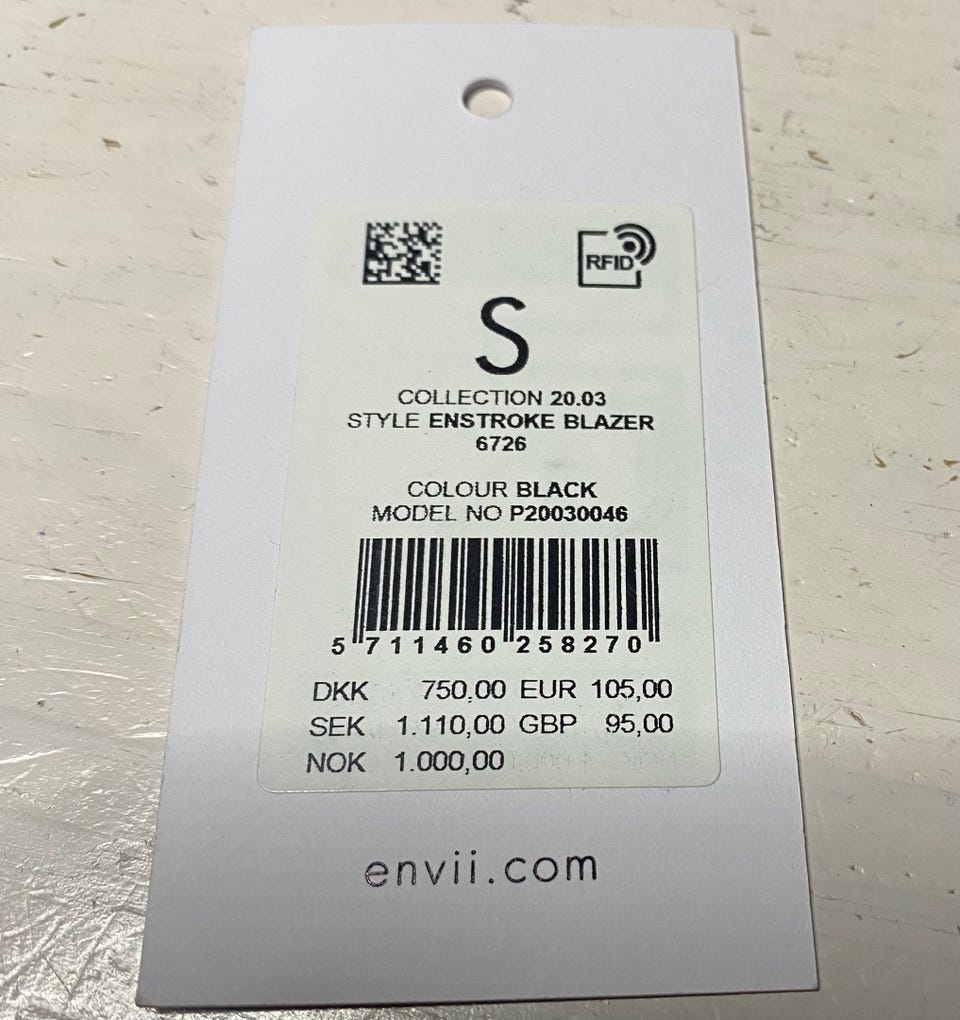 RFID
S
COLLECTION 20.03
STYLE ENSTROKE BLAZER
6726
COLOUR BLACK
MODEL NO P20030046
5 711460 258270
DKK 750,00 EUR 105,00
SEK 1.110,00 GBP 95,00
NOK 1.000,00
envii.com